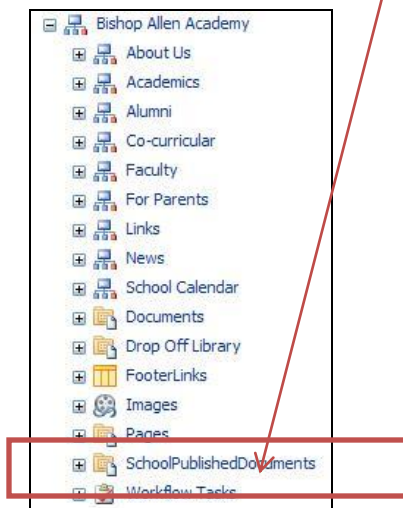 Bishop Allen Academy
About Us
Academics
Alumni
Co-curricular
Faculty
For Parents
Links
News
School Calendar
Documents
Drop Off Library
FooterLinks
Images
Pages
SchoolPublishedDocuments
Workflow Tasks